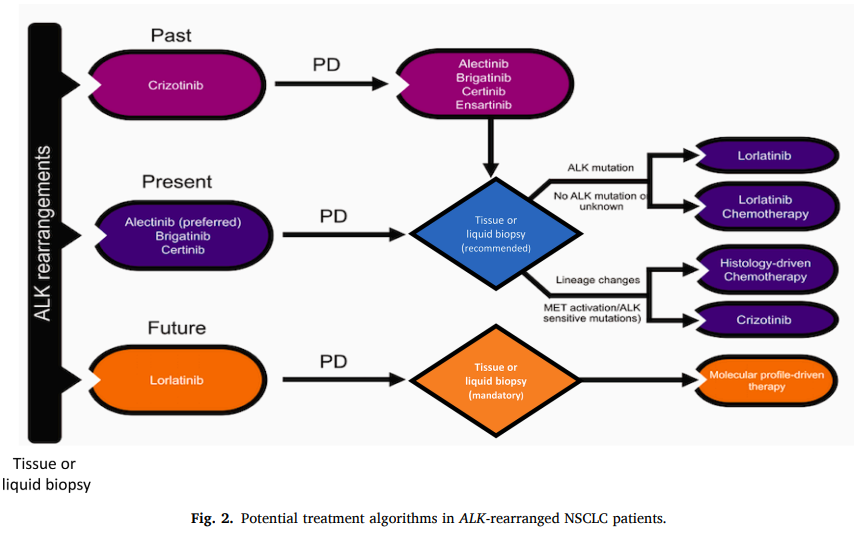 ALK rearrangements
Past
Crizotinib
PD
Alectinib
Brigatinib
Certinib
Ensartinib
Present
Alectinib (preferred)
Brigatinib
Certinib
PD
Tissue or
liquid biopsy
(recommended)
ALK mutation
No ALK mutation o
unknown
Lineage changes
MET activation/ALK
sensitive mutations)
Lorlatinib
Lorlatinib
Chemotherapy
Histology-driven
Chemotherapy
Crizotinib
Future
Lorlatinib
PD
Tissue or
liquid biopsy
(mandatory)
Molecular profile-driven
therapy
Tissue or
liquid biopsy
Fig. 2. Potential treatment algorithms in ALK-rearranged NSCLC patients.